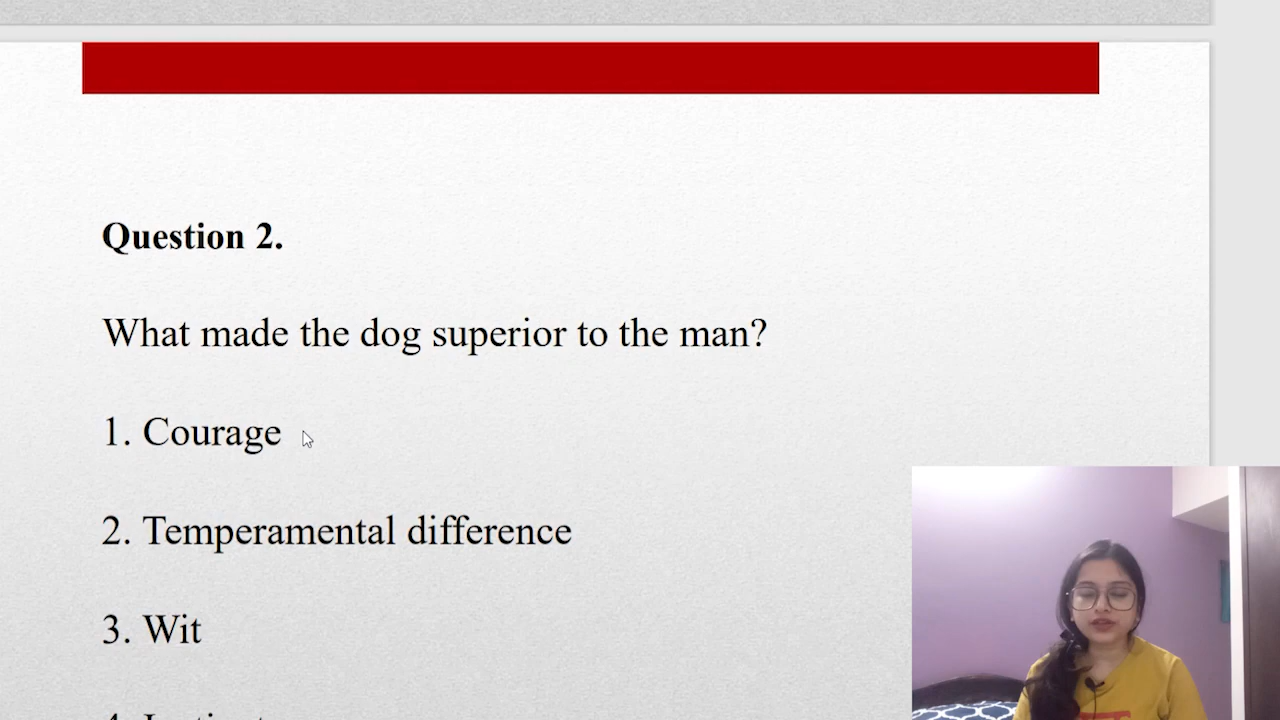 Question 2.
What made the dog superior to the man?
1. Courage
2. Temperamental difference
3. Wit